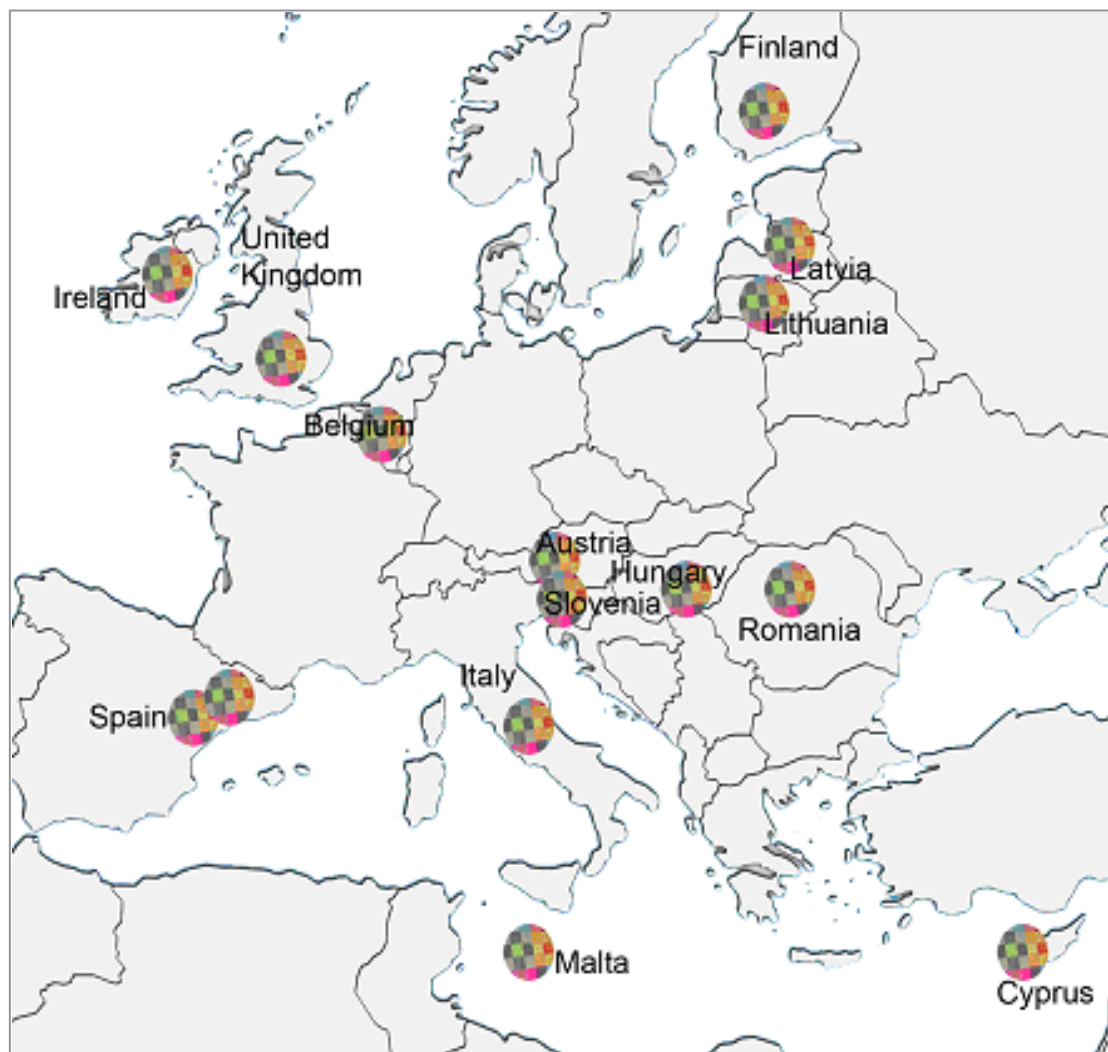 Finland
United
Kingdom
Latvia
Ireland
Lithuania
Belgium
Austria
Hungary
Slovenia
Romania
Italy
Spain
Malta
Cyprus